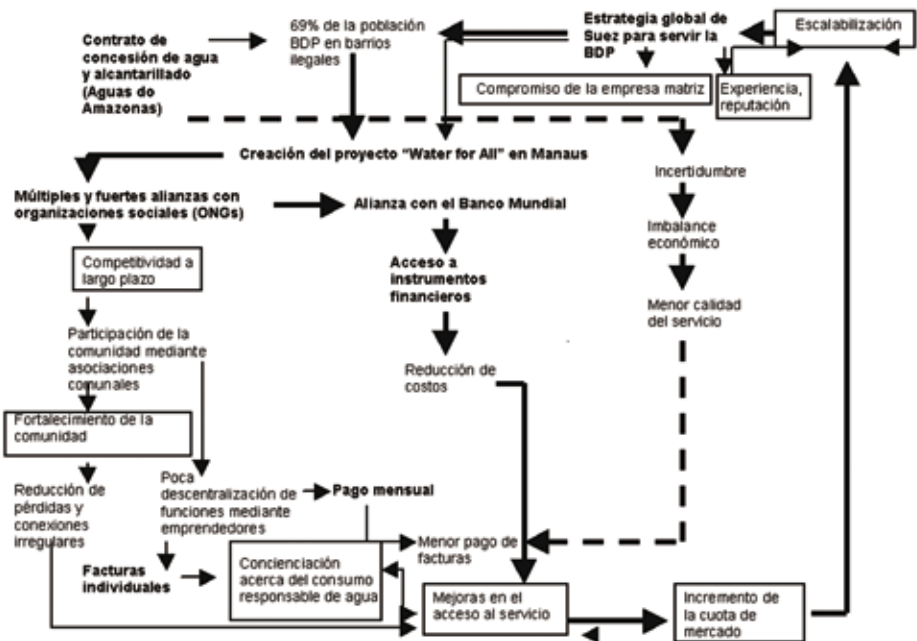 Contrato de
concesión de agua
y alcantarillado
(Aguas do
Amazonas)
69% de la población
BDP en barrios
ilegales
Estrategia global de
Suez para servir la
BDP
Escalabilización
Compromiso de la empresa matriz
Experiencia,
reputación
Creación del proyecto “Water for All” en Manaus
Incertidumbre
Múltiples y fuertes alianzas con
organizaciones sociales (ONGs)
Alianza con el Banco Mundial
Imbalance
económico
Competitividad a
largo plazo
Acceso a
instrumentos
financieros
Menor calidad
del servicio
Participación de la
comunidad mediante
asociaciones
comunales
Reducción de
costos
Fortalecimiento de la
comunidad
Reducción de
pérdidas y
conexiones
irregulares
Poca
descentralización de
funciones mediante
emprendedores
Pago mensual
Menor pago de
facturas
Facturas
individuales
Concienciación
acerca del consumo
responsable de agua
Mejoras en el
acceso al servicio
Incremento de
la cuota de
mercado